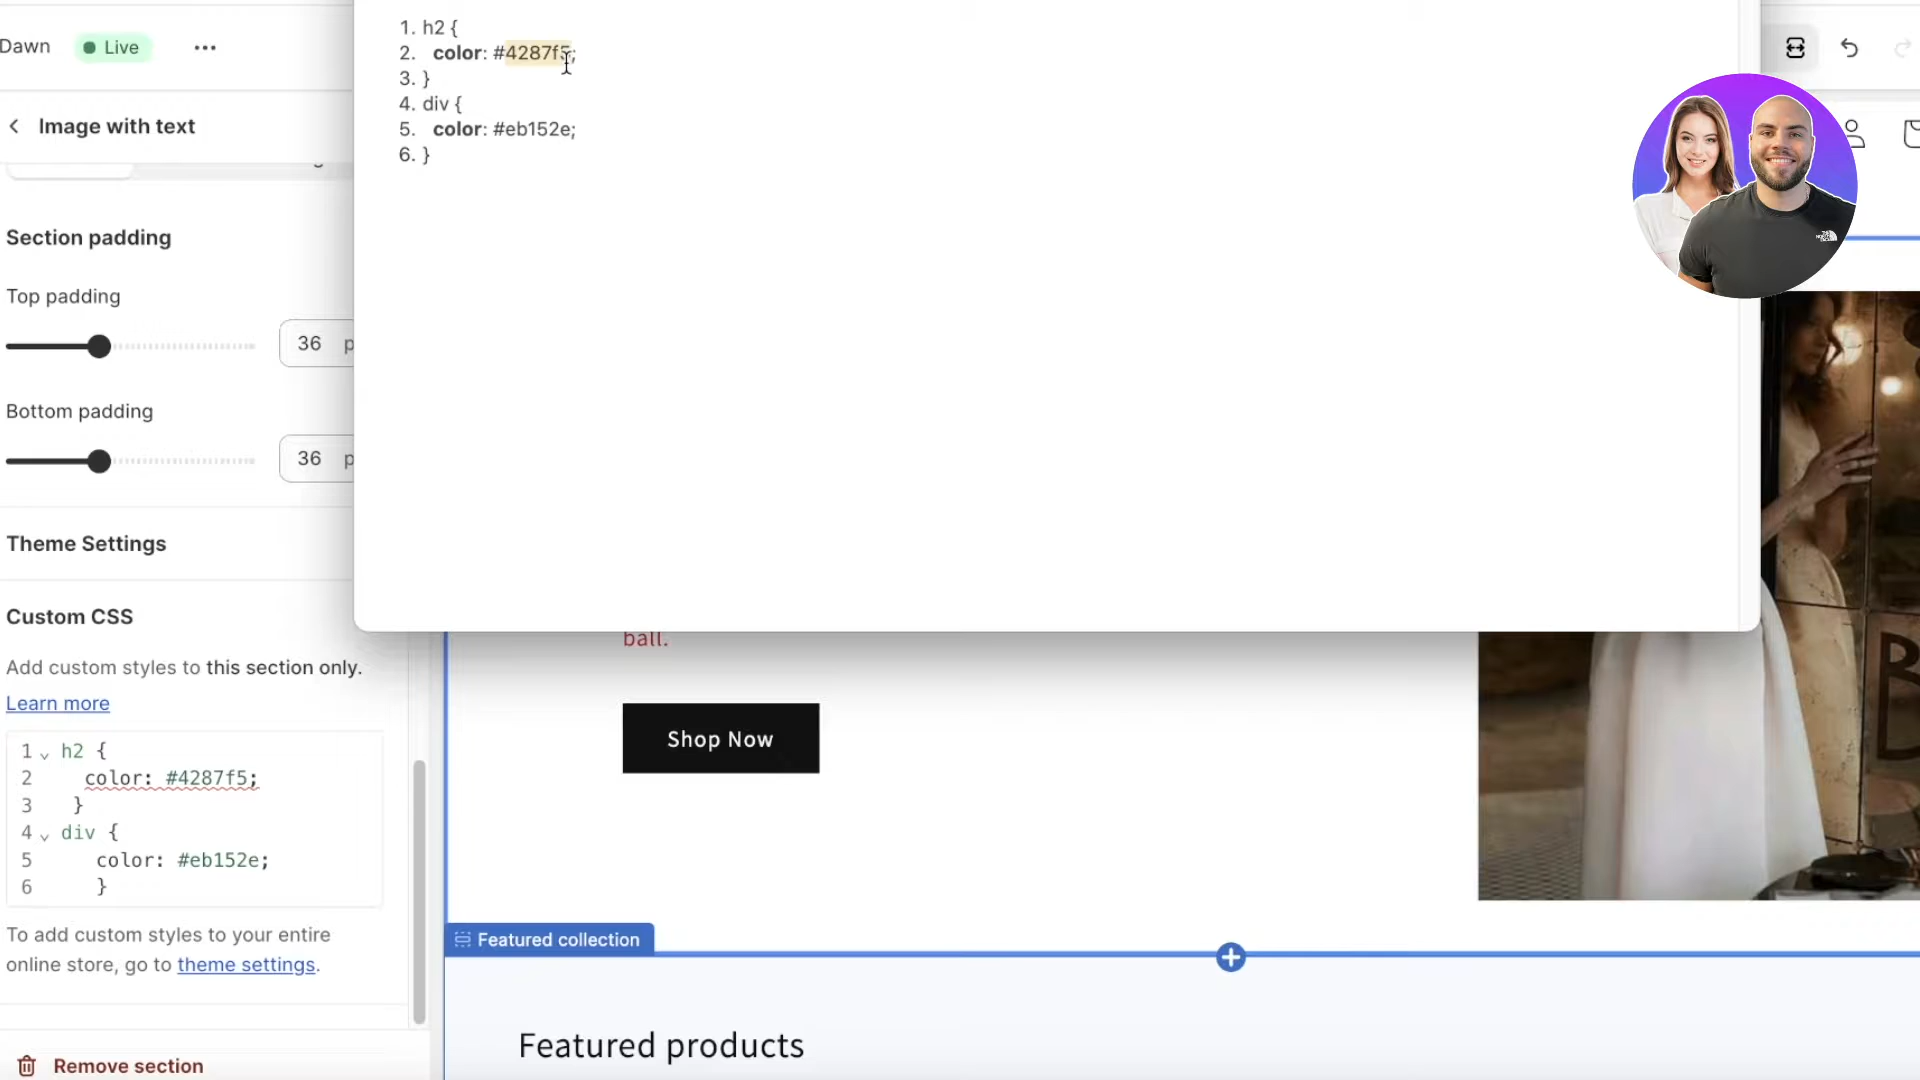 Dawn
Live
Image with text
Section padding
Top padding
36 p
Bottom padding
36 p
Theme Settings
Custom CSS
Add custom styles to this section only.
Learn more
1 h2 {
2 color: #4287f5;
3 }
4 div {
5 color: #eb152e;
6 }
To add custom styles to your entire
online store, go to theme settings.
Remove section
1. h2 {
2. color: #4287f5;
3. }
4. div {
5. color: #eb152e;
6. }
ball.
Shop Now
Featured collection
Featured products
THE
NORTH
FACE
B